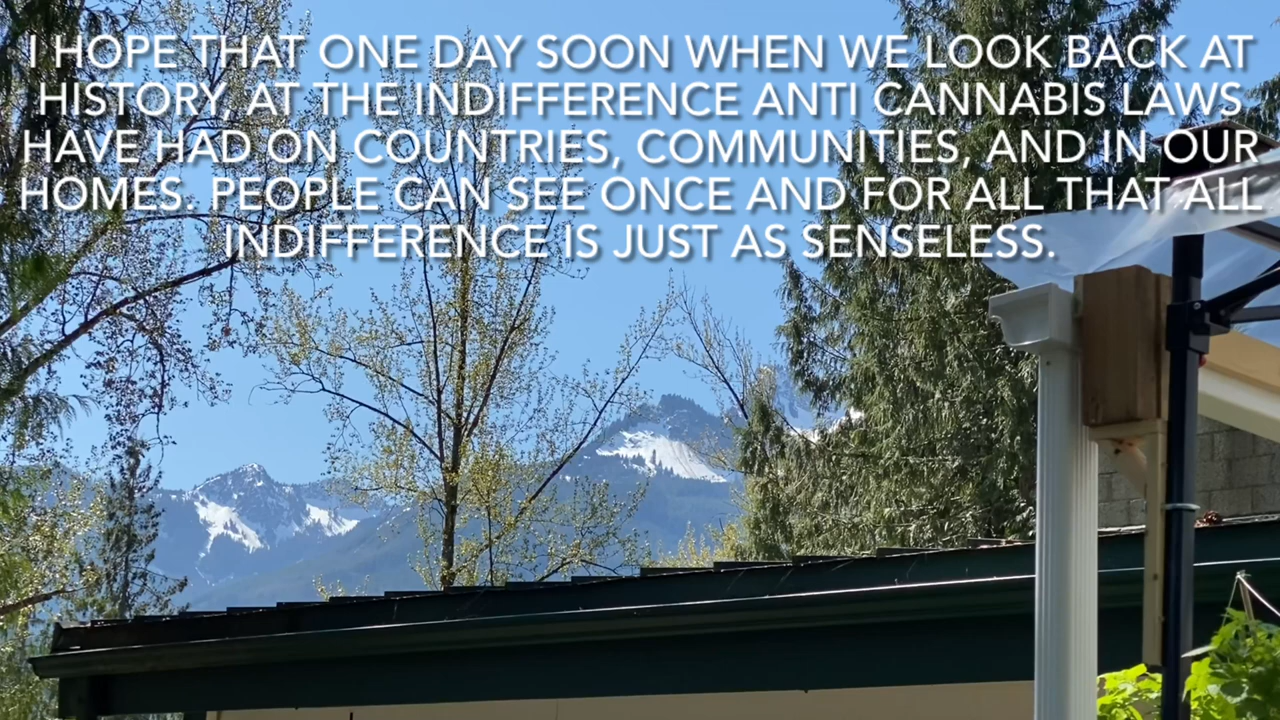 I HOPE THAT ONE DAY SOON WHEN WE LOOK BACK AT
HISTORY, AT THE INDIFFERENCE ANTI CANNABIS LAWS
HAVE HAD ON COUNTRIES, COMMUNITIES, AND IN OUR
HOMES. PEOPLE CAN SEE ONCE AND FOR ALL THAT ALL
INDIFFERENCE IS JUST AS SENSELESS.